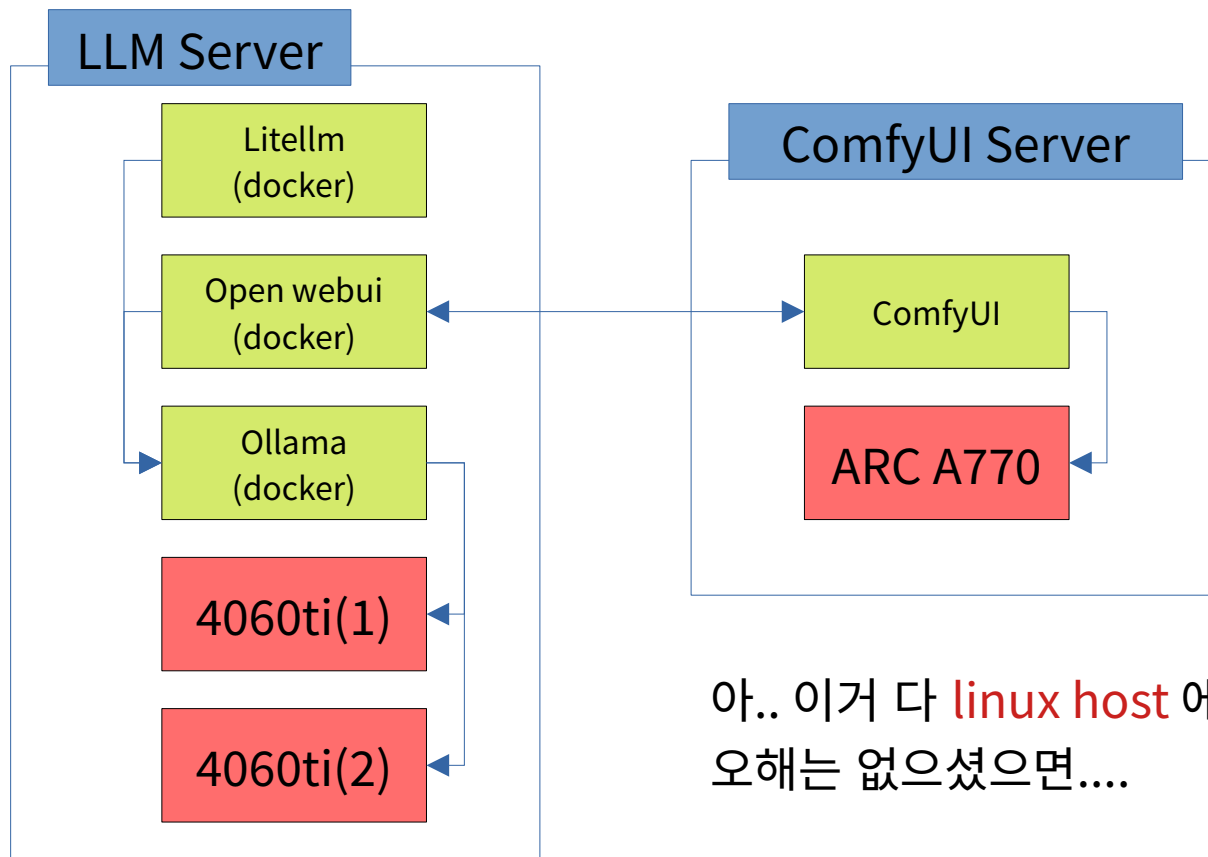 LLM Server
Litellm
(docker)
Open webui
(docker)
Ollama
(docker)
4060ti(1)
4060ti(2)
ComfyUI Server
ComfyUI
ARC A770
아.. 이거 다 linux host 에
오해는 없으셨으면....